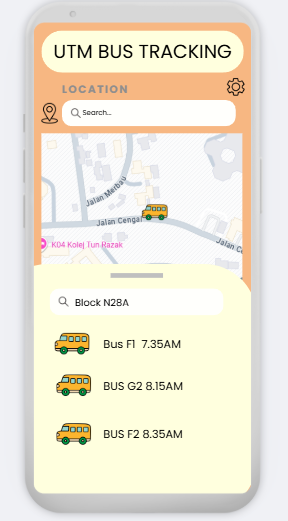 UTM BUS TRACKING
LOCATION
Search...
Jalan Merbau
Jalan Cengal
Jalan C
K04 Kolej Tun Razak
Block N28A
Bus F1 7.35AM
BUS G2 8.15AM
BUS F2 8.35AM